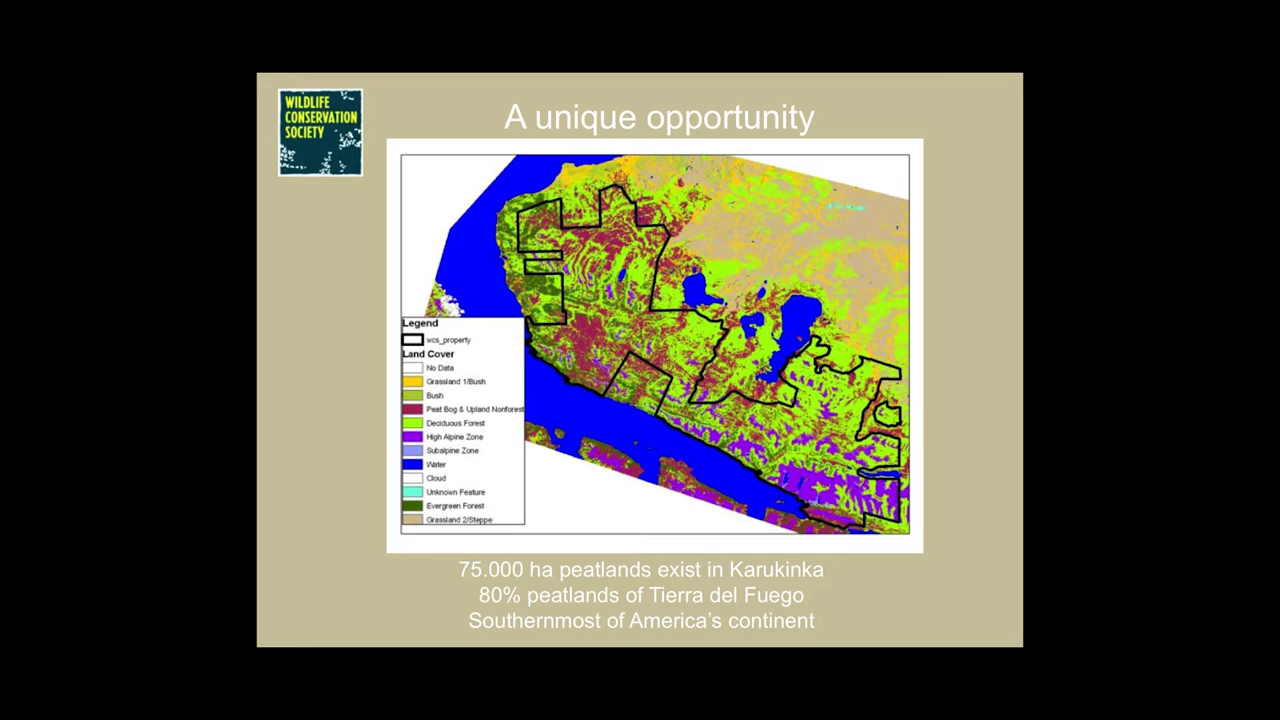 WILDLIFE
CONSERVATION
SOCIETY
A unique opportunity
Legend
wcs_property
Land Cover
No Data
Grassland 1/Bush
Bush
Peat Bog & Upland Nonforest
Deciduous Forest
High Alpine Zone
Subalpine Zone
Water
Cloud
Unknown Feature
Evergreen Forest
Grassland 2/Steppe
75.000 ha peatlands exist in Karukinka
80% peatlands of Tierra del Fuego
Southernmost of America's continent